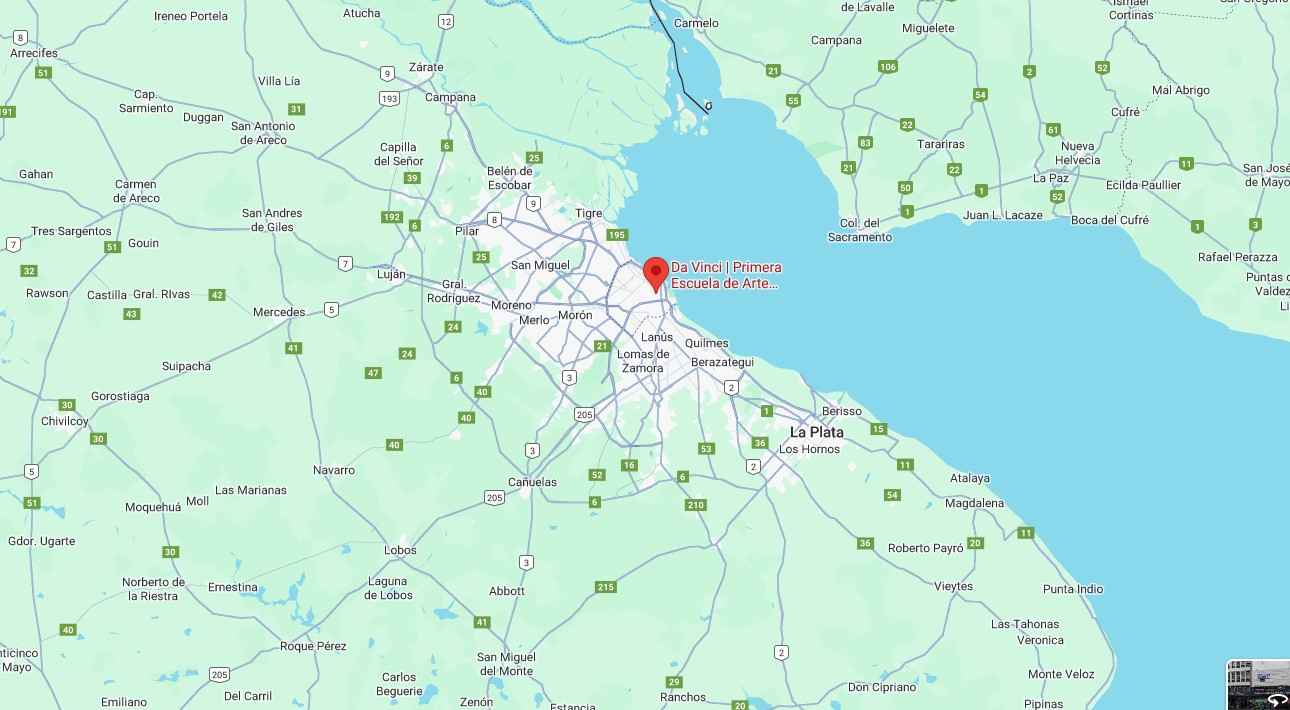 Ireneo Portela
Atucha
12
Carmelo
de Lavalle
Ismael
Cortinas
8
Arrecifes
Campana
Miguelete
51
9
Zárate
21
106
2
52
Villa Lía
193
Campana
55
54
Mal Abrigo
191
Cap.
Sarmiento
31
Duggan
San Antonio
de Areco
22
61
Cufré
6
Capilla
del Señor
83
Tarariras
Nueva
Helvecia
25
Gahan
39
Belén de
Escobar
21
22
La Paz
11
San José
de Mayo
Carmen
de Areco
50
1
52
Ecilda Paullier
9
192
6
8
Tigre
1
Juan L. Lacaze
Boca del Cufré
San Andres
de Giles
Col. del
Sacramento
1
3
Tres Sargentos
Pilar
195
7
51
Gouin
7
25
San Miguel
Rafael Perazza
32
Luján
Da Vinci | Primera
Escuela de Arte...
Puntas d
Valdez
Li
Rawson
Castilla
Gral. RIvas
42
Gral.
Rodríguez
Moreno
43
Mercedes
5
Merlo
Morón
24
Lanús
Quilmes
41
24
21
Lomas de
Zamora
Berazategui
Suipacha
47
6
3
40
2
Gorostiaga
30
40
205
1
Berisso
Chivilcoy
30
40
La Plata
15
3
53
36
Los Hornos
5
Navarro
16
2
11
52
6
Cañuelas
Atalaya
Las Marianas
205
6
210
54
Magdalena
51
Moquehuá
Moll
11
Gdor. Ugarte
30
Lobos
36
Roberto Payró
20
3
Norberto de
la Riestra
Ernestina
Laguna
de Lobos
Abbott
215
Vieytes
Punta Indio
40
41
Las Tahonas
Veronica
Roque Pérez
2
nticinco
Mayo
205
San Miguel
del Monte
Carlos
Beguerie
Monte Veloz
29
Emiliano
Del Carril
Zenón
Estancia
Ranchos
20
Don Cipriano
Pipinas